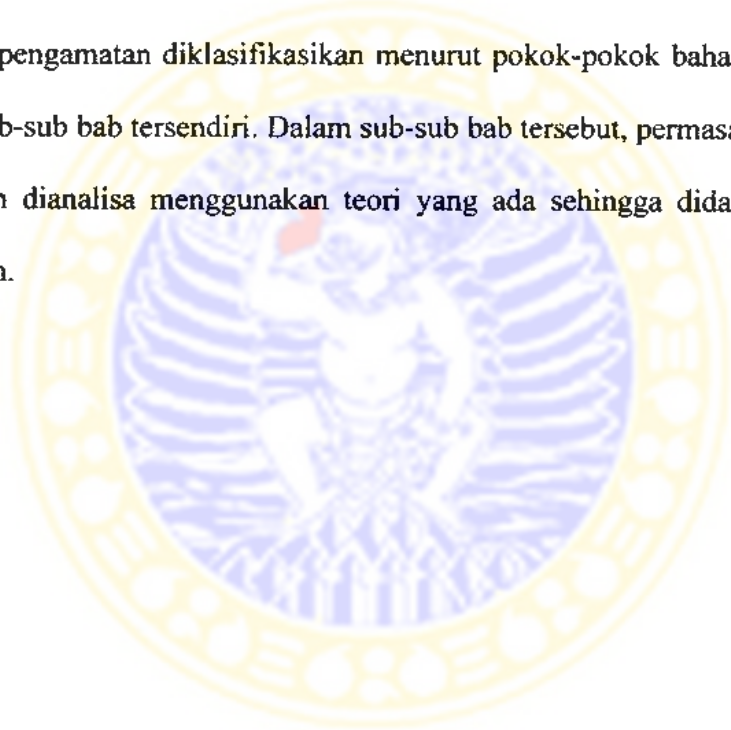 pengamatan diklasifikasikan menurut pokok-pokok baha
b-sub bab tersendiri. Dalam sub-sub bab tersebut, permasa
n dianalisa menggunakan teori yang ada sehingga dida
n.